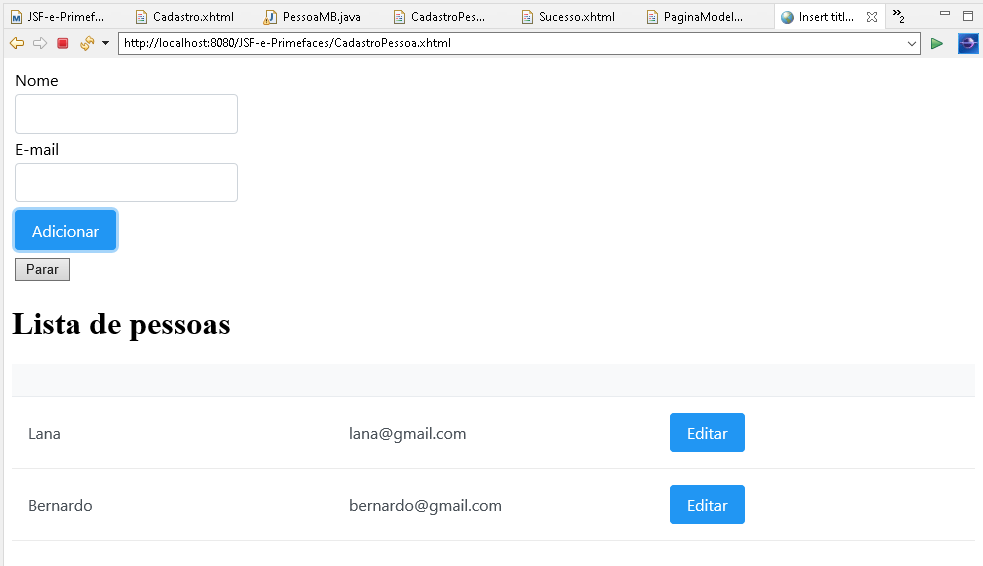 JSF-e-Primef... Cadastro.xhtml PessoaMB.java CadastroPes... Sucesso.xhtml PaginaModel... Insert titl... »2
http://localhost:8080/JSF-e-Primefaces/CadastroPessoa.xhtml
Nome
E-mail
Adicionar
Parar
Lista de pessoas
Lana lana@gmail.com Editar
Bernardo bernardo@gmail.com Editar